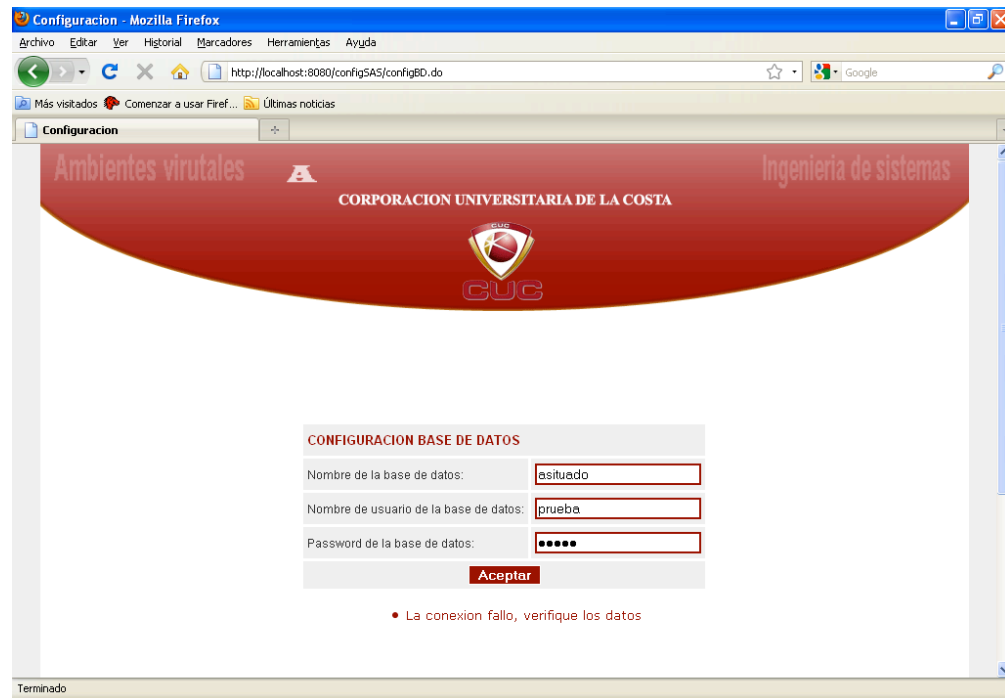 Configuracion - Mozilla Firefox
Archivo Editar Ver Historial Marcadores Herramientas Ayuda
http://localhost:8080/configSAS/configBD.do
Google
Más visitados Comenzar a usar Firef... Últimas noticias
Configuracion
Ambientes virutales
A
Ingenieria de sistemas
CORPORACION UNIVERSITARIA DE LA COSTA
CUC
CUC
CONFIGURACION BASE DE DATOS
Nombre de la base de datos: asituado
Nombre de usuario de la base de datos: prueba
Password de la base de datos: •••••
Aceptar
• La conexion fallo, verifique los datos
Terminado